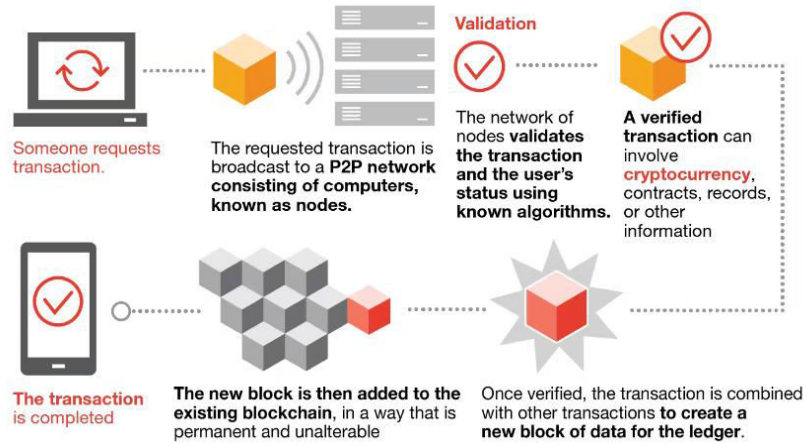 Someone requests
transaction.
The requested transaction is
broadcast to a P2P network
consisting of computers,
known as nodes.
Validation
The network of
nodes validates
the transaction
and the user's
status using
known algorithms.
A verified
transaction can
involve
cryptocurrency,
contracts, records,
or other
information
Once verified, the transaction is combined
with other transactions to create a
new block of data for the ledger.
The new block is then added to the
existing blockchain, in a way that is
permanent and unalterable
The transaction
is completed